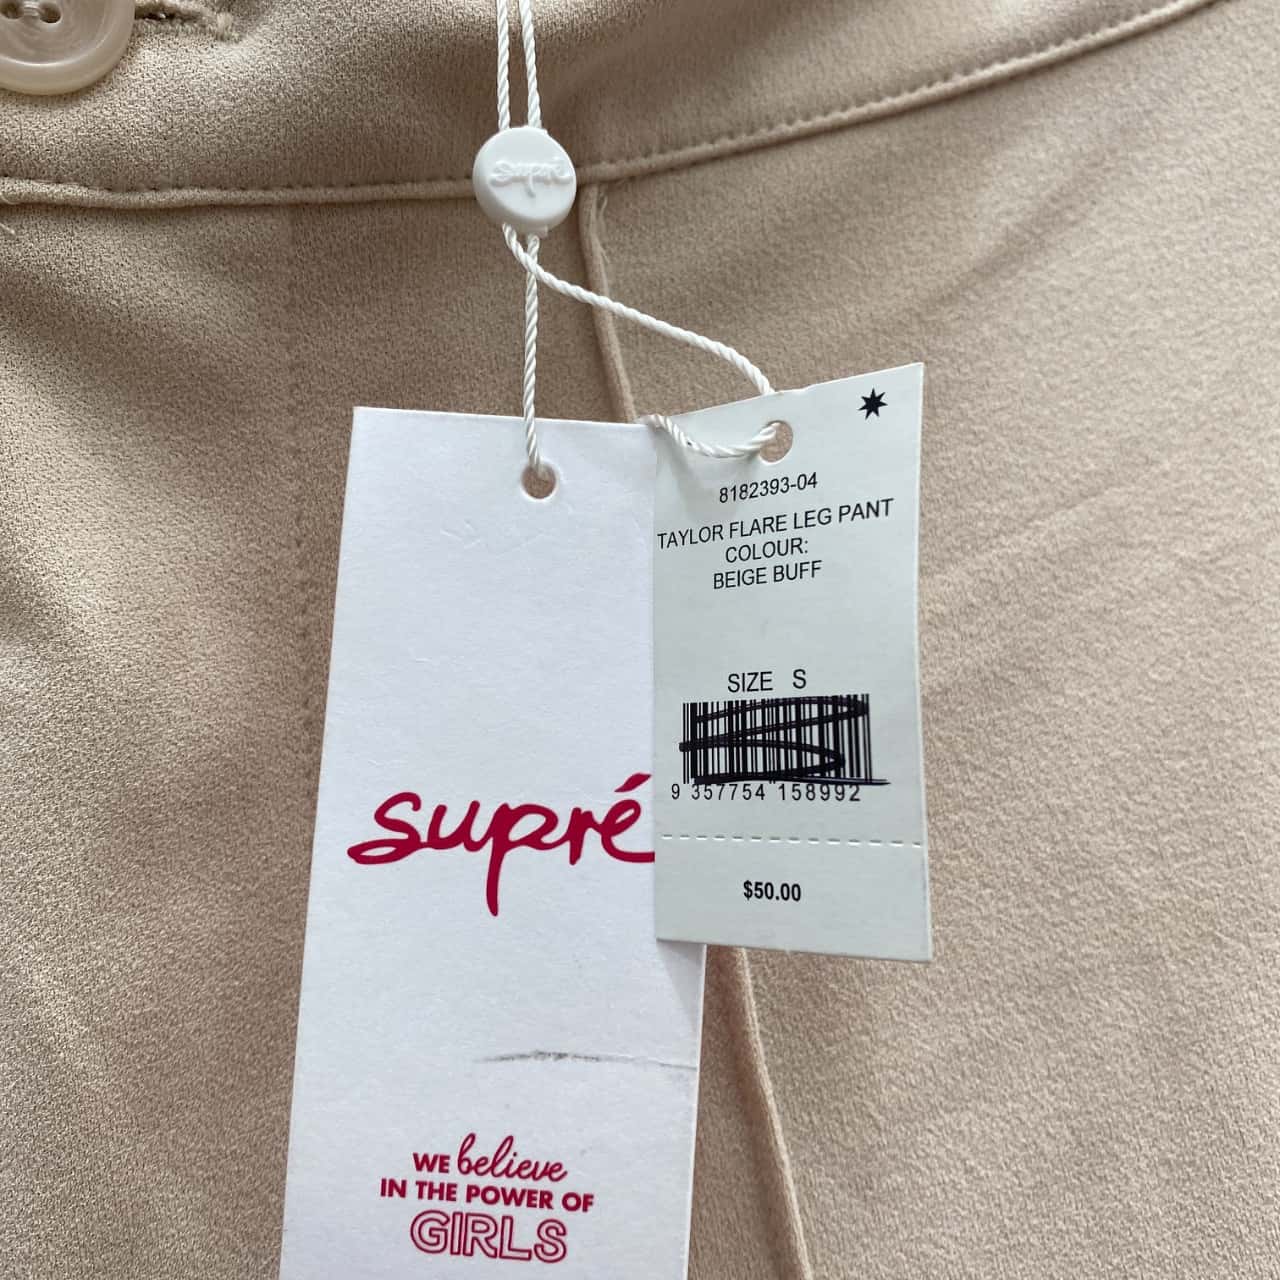 supré
8182393-04
TAYLOR FLARE LEG PANT
COLOUR:
BEIGE BUFF
SIZE S
9 357754 158992
$50.00
supré
WE believe
IN THE POWER OF
GIRLS